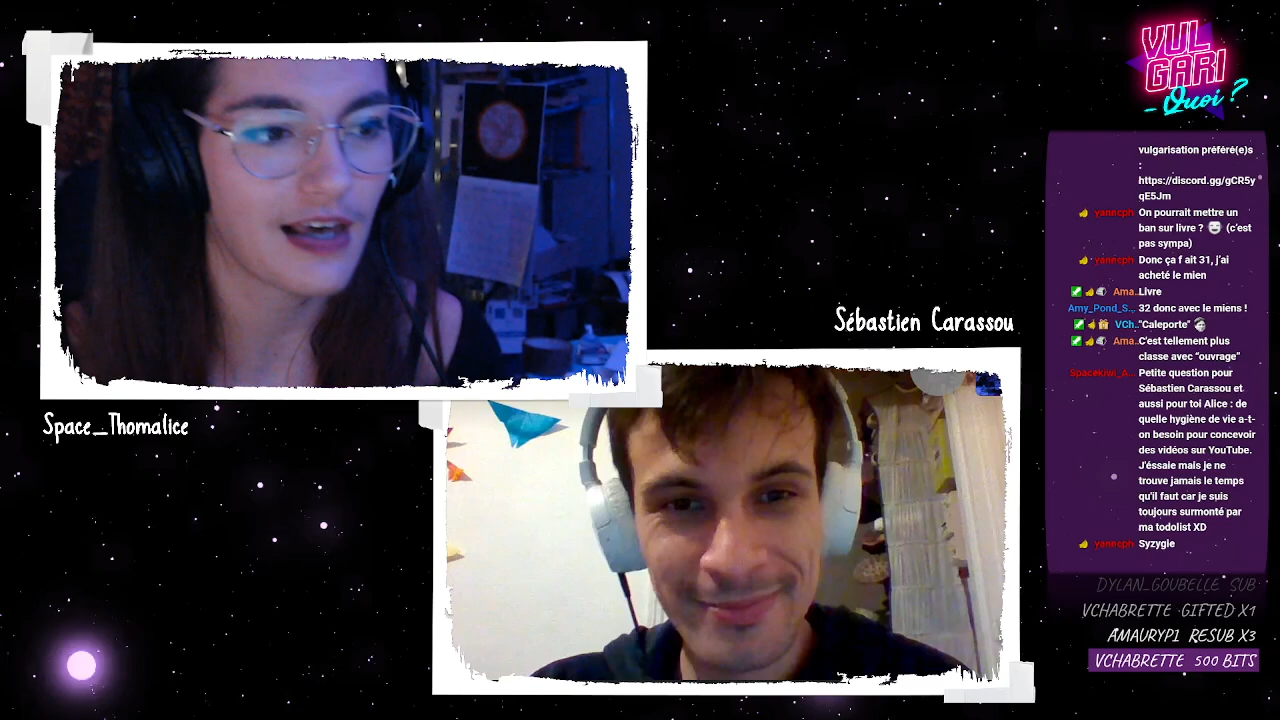 VUL
GARI
- Quoi ?
Space_Thomalice
Sébastien Carassou
vulgarisation préféré(e)s
:
https://discord.gg/gCR5y
qE5Jm
yanncph On pourrait mettre un
ban sur livre ? (c'est
pas sympa)
yanncph Donc ça f ait 31, j'ai
acheté le mien
Ama.. Livre
Amy_Pond_S.. 32 donc avec le miens !
VCh.. "Caleporte"
Ama.. C'est tellement plus
classe avec "ouvrage"
Spacekiwi_A... Petite question pour
Sébastien Carassou et
aussi pour toi Alice : de
quelle hygiène de vie a-t-
on besoin pour concevoir
des vidéos sur YouTube.
J'essaie mais je ne
trouve jamais le temps
qu'il faut car je suis
toujours surmonté par
ma todolist XD
yanncph Syzygie
DYLAN_GOUBELLE SUB
VCHABRETTE GIFTED X1
AMAURYP1 RESUB X3
VCHABRETTE 500 BITS